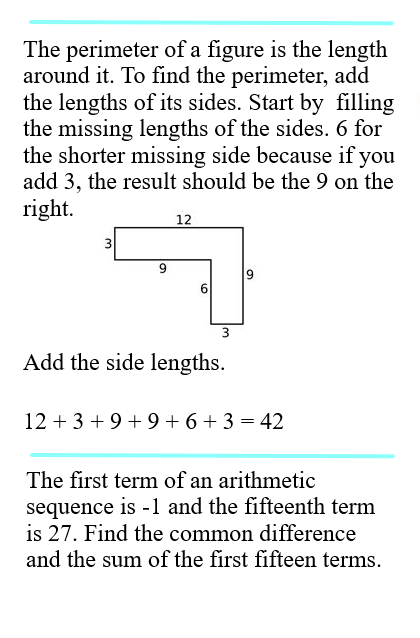 The perimeter of a figure is the length
around it. To find the perimeter, add
the lengths of its sides. Start by filling
the missing lengths of the sides. 6 for
the shorter missing side because if you
add 3, the result should be the 9 on the
right.
12
3
9
9
6
3
Add the side lengths.
12 + 3 + 9 + 9 + 6 + 3 = 42
The first term of an arithmetic
sequence is -1 and the fifteenth term
is 27. Find the common difference
and the sum of the first fifteen terms.